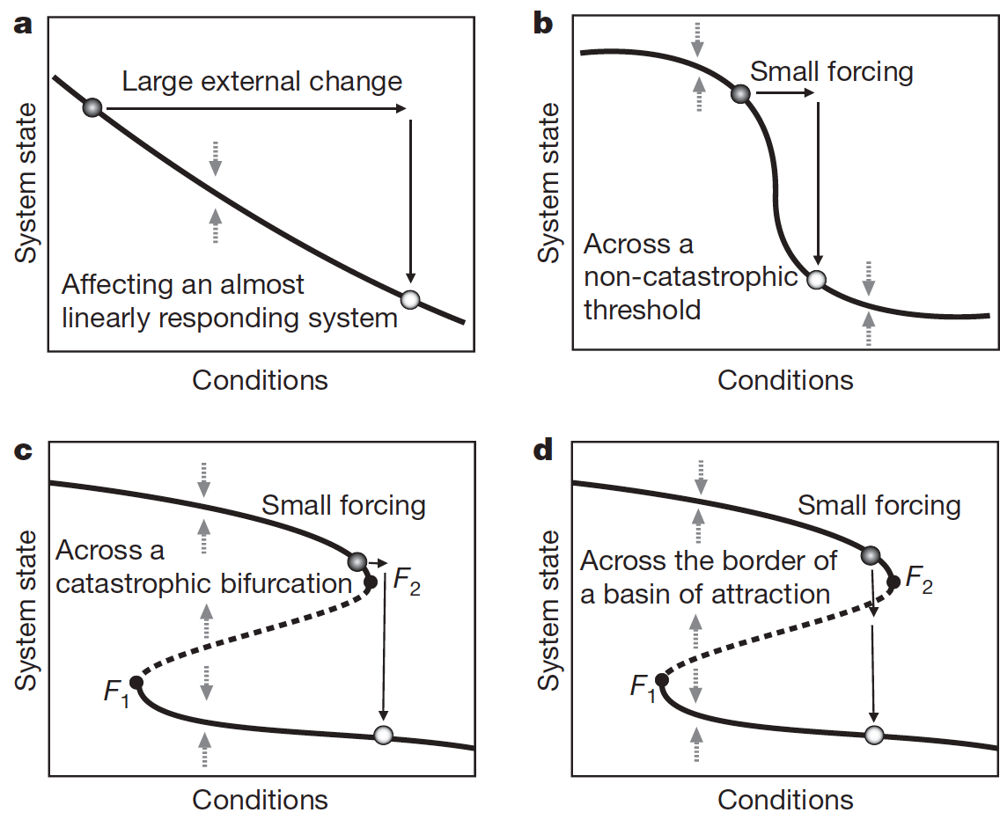 a
Large external change
Affecting an almost
linearly responding system
System state
Conditions
b
Small forcing
Across a
non-catastrophic
threshold
System state
Conditions
c
Small forcing
Across a
catastrophic bifurcation
F2
F1
System state
Conditions
d
Small forcing
Across the border of
a basin of attraction
F2
F1
System state
Conditions